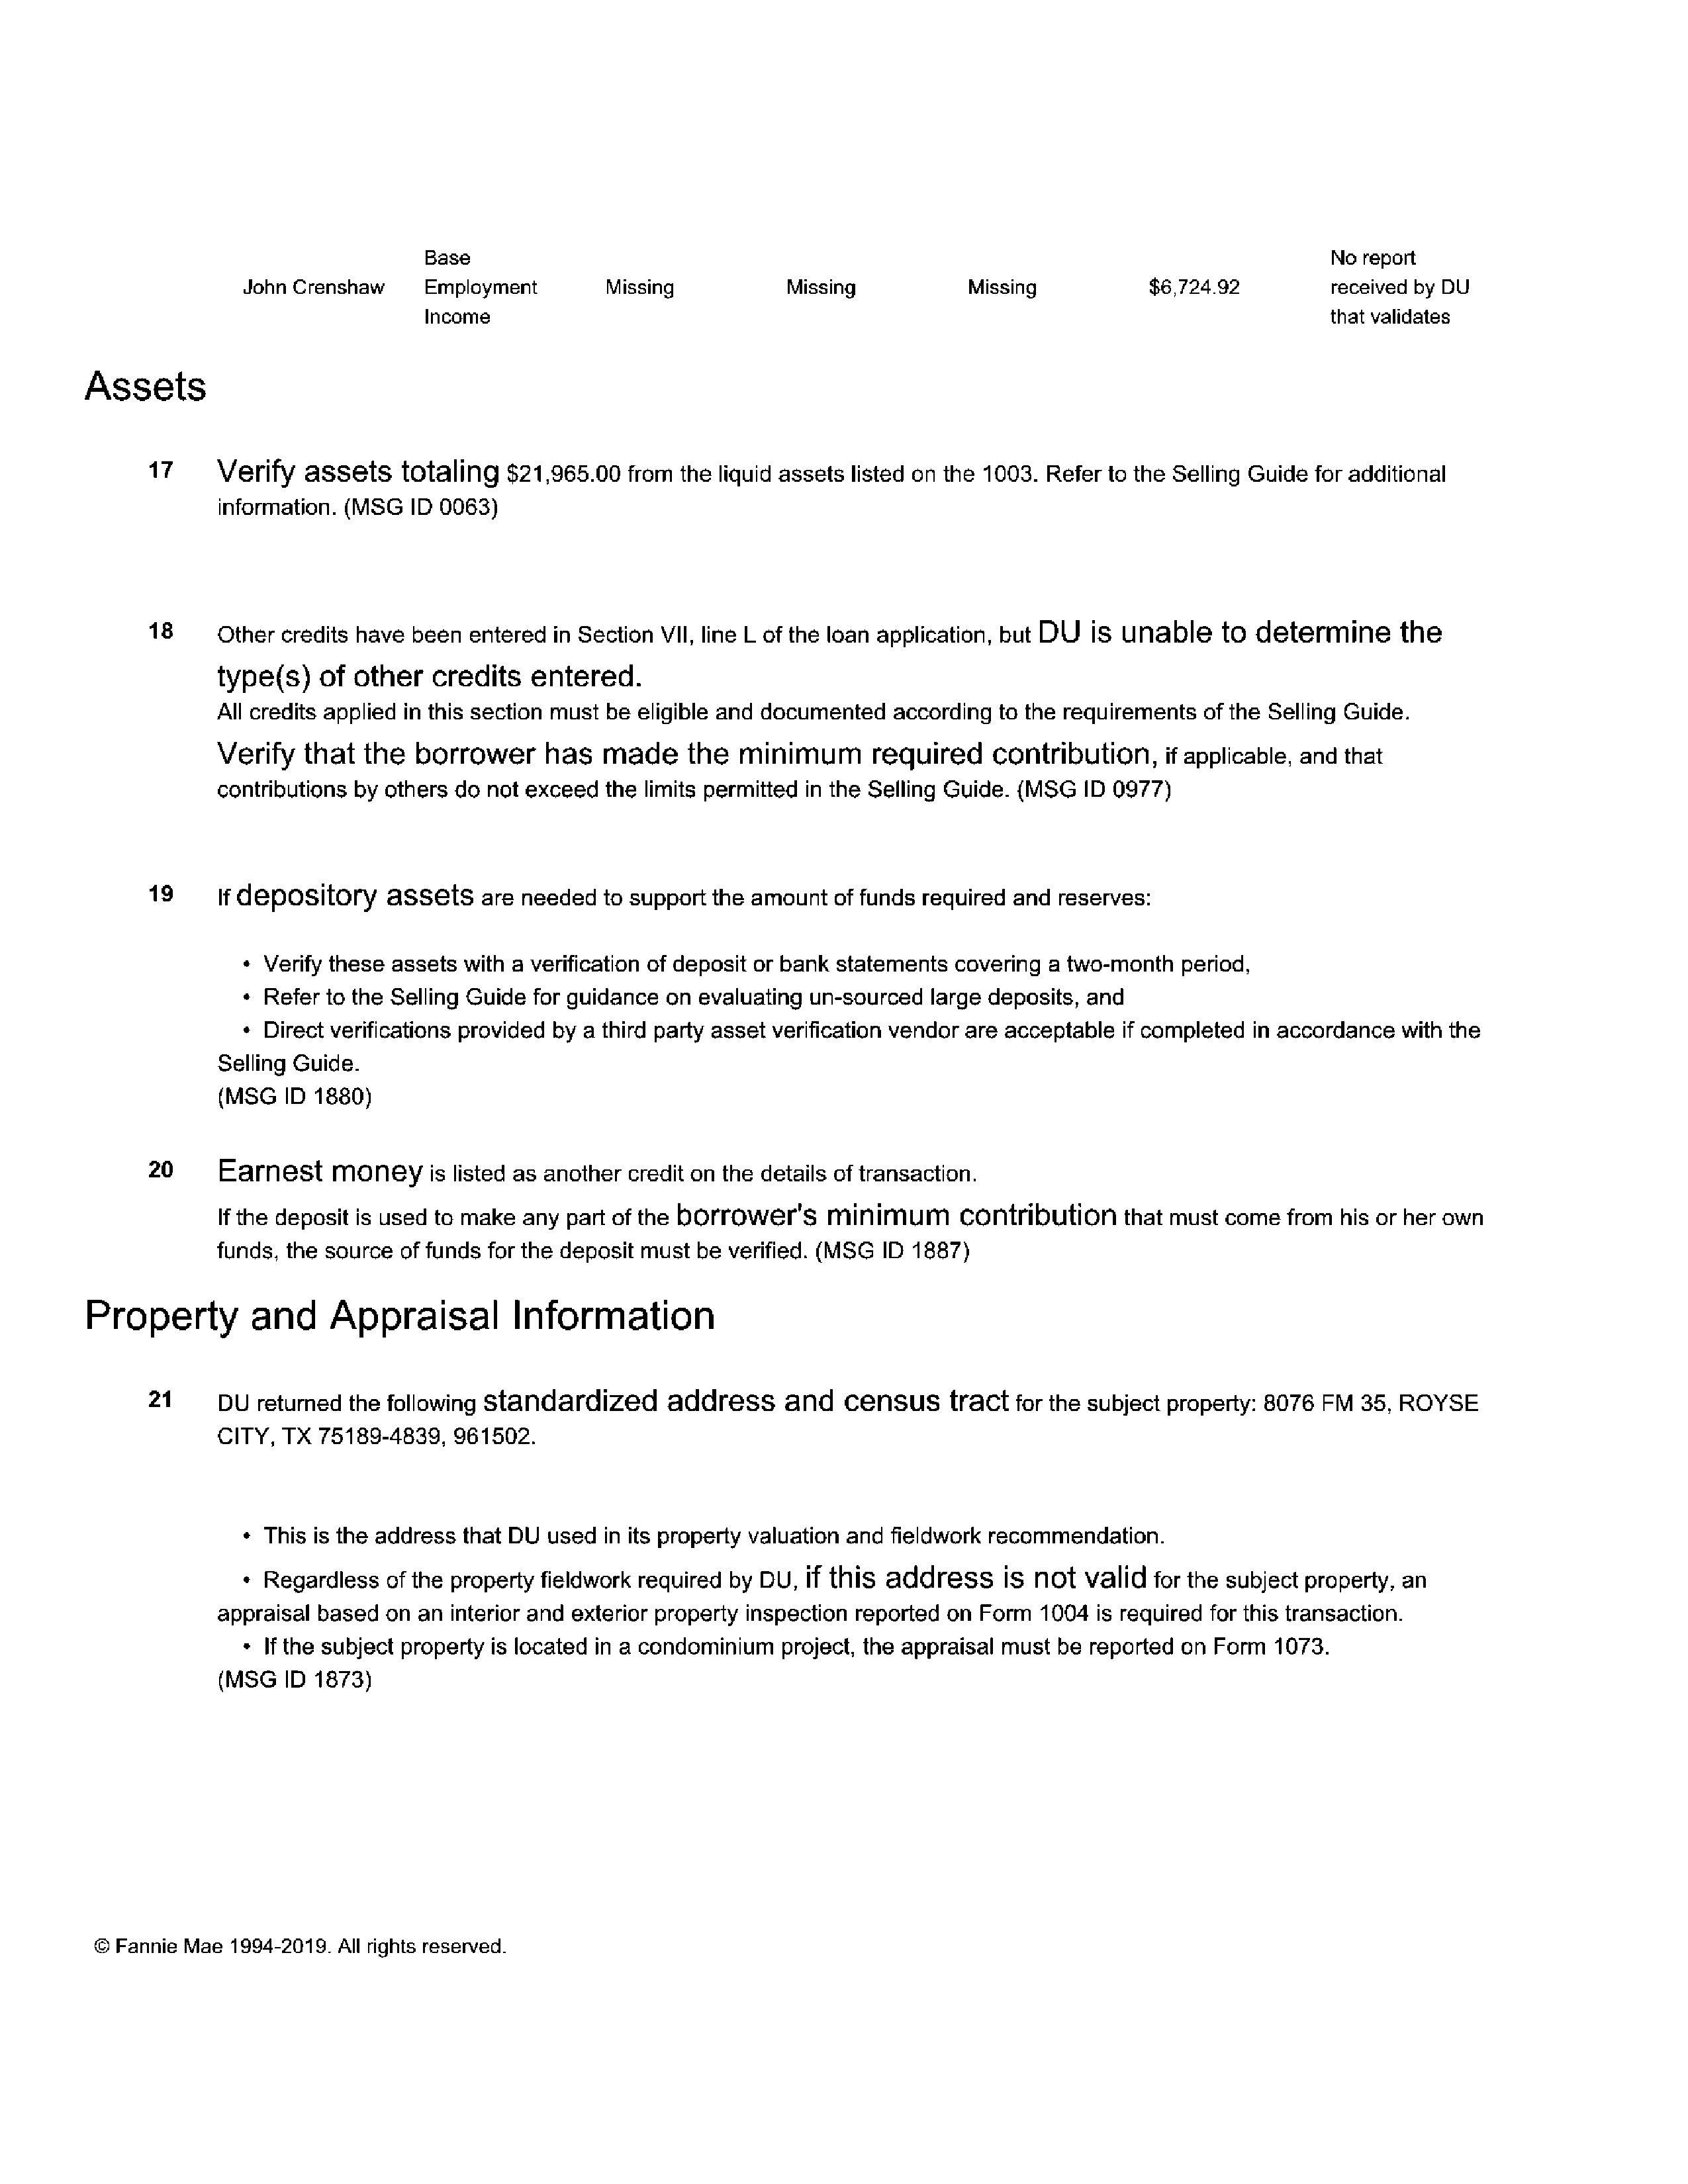 Base No report
John Crenshaw Employment Missing Missing Missing $6,724.92 received by DU
Income that validates
Assets
17 Verify assets totaling $21,965.00 from the liquid assets listed on the 1003. Refer to the Selling Guide for additional
information. (MSG ID 0063)
18 Other credits have been entered in Section VII, line L of the loan application, but DU is unable to determine the
type(s) of other credits entered.
All credits applied in this section must be eligible and documented according to the requirements of the Selling Guide.
Verify that the borrower has made the minimum required contribution, if applicable, and that
contributions by others do not exceed the limits permitted in the Selling Guide. (MSG ID 0977)
19 If depository assets are needed to support the amount of funds required and reserves:
• Verify these assets with a verification of deposit or bank statements covering a two-month period,
• Refer to the Selling Guide for guidance on evaluating un-sourced large deposits, and
• Direct verifications provided by a third party asset verification vendor are acceptable if completed in accordance with the
Selling Guide.
(MSG ID 1880)
20 Earnest money is listed as another credit on the details of transaction.
If the deposit is used to make any part of the borrower's minimum contribution that must come from his or her own
funds, the source of funds for the deposit must be verified. (MSG ID 1887)
Property and Appraisal Information
21 DU returned the following standardized address and census tract for the subject property: 8076 FM 35, ROYSE
CITY, TX 75189-4839, 961502.
• This is the address that DU used in its property valuation and fieldwork recommendation.
• Regardless of the property fieldwork required by DU, if this address is not valid for the subject property, an
appraisal based on an interior and exterior property inspection reported on Form 1004 is required for this transaction.
• If the subject property is located in a condominium project, the appraisal must be reported on Form 1073.
(MSG ID 1873)
© Fannie Mae 1994-2019. All rights reserved.